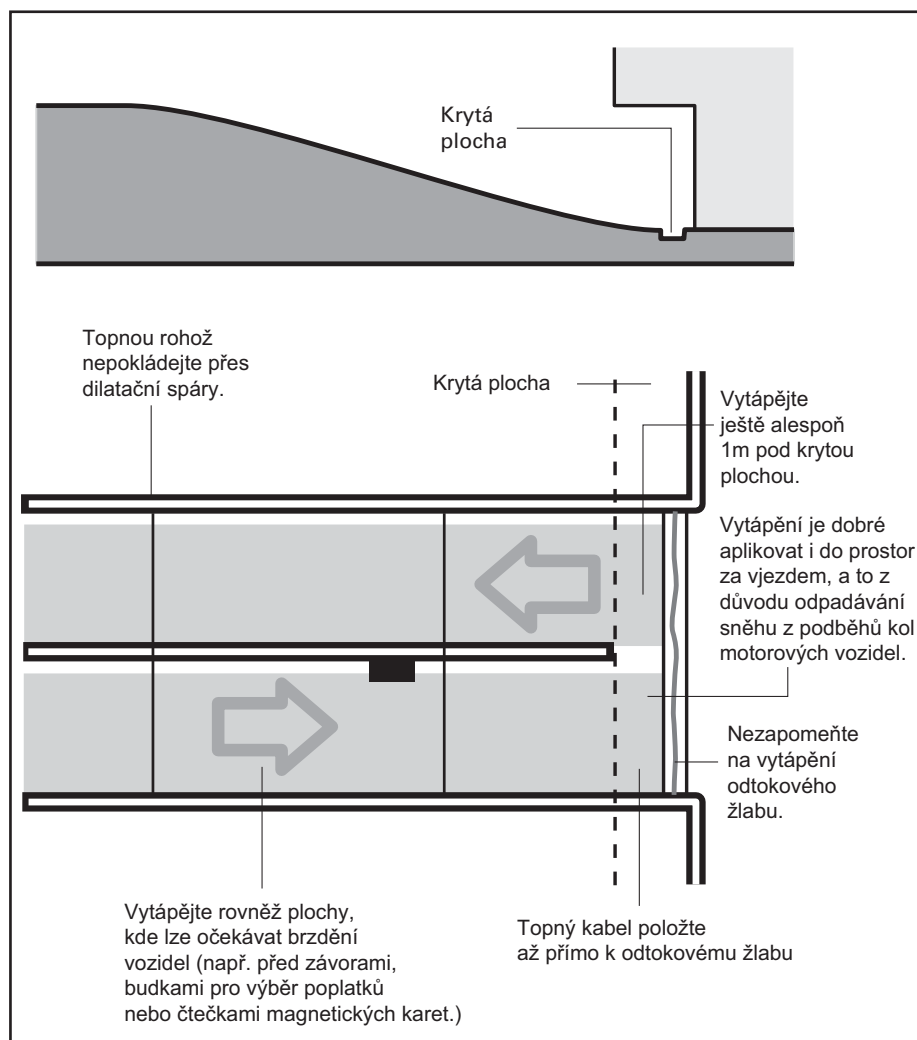 Krytá
plocha
Topnou rohož
nepokládejte přes
dilatační spáry.
Krytá plocha
Vytápějte
ještě alespoň
1m pod krytou
plochou.
Vytápění je dobré
aplikovat i do prostor
za vjezdem, a to z
důvodu odpadávání
sněhu z podběhů kol
motorových vozidel.
Nezapomeňte
na vytápění
odtokového
žlabu.
Vytápějte rovněž plochy,
kde lze očekávat brzdění
vozidel (např. před závorami,
budkami pro výběr poplatků
nebo čtečkami magnetických karet.)
Topný kabel položte
až přímo k odtokovému žlabu